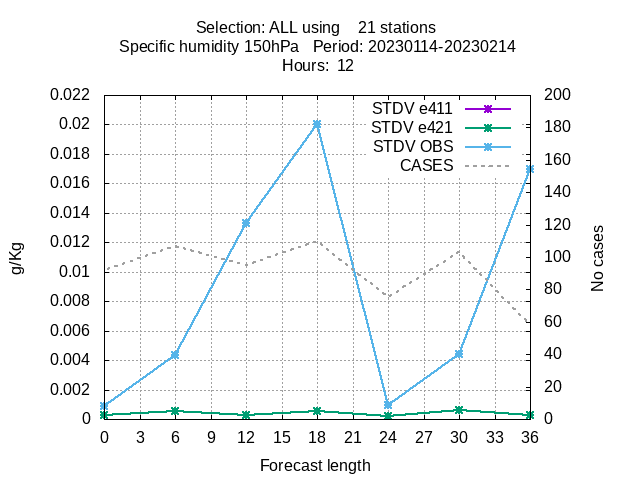 Selection: ALL using    21 stations
Specific humidity 150hPa   Period: 20230114-20230214
Hours:  12
STDV e411
STDV e421
STDV OBS
CASES
g/Kg
0.022
0.02
0.018
0.016
0.014
0.012
0.01
0.008
0.006
0.004
0.002
0
200
180
160
140
120
100
80
60
40
20
0
No cases
0 3 6 9 12 15 18 21 24 27 30 33 36
Forecast length